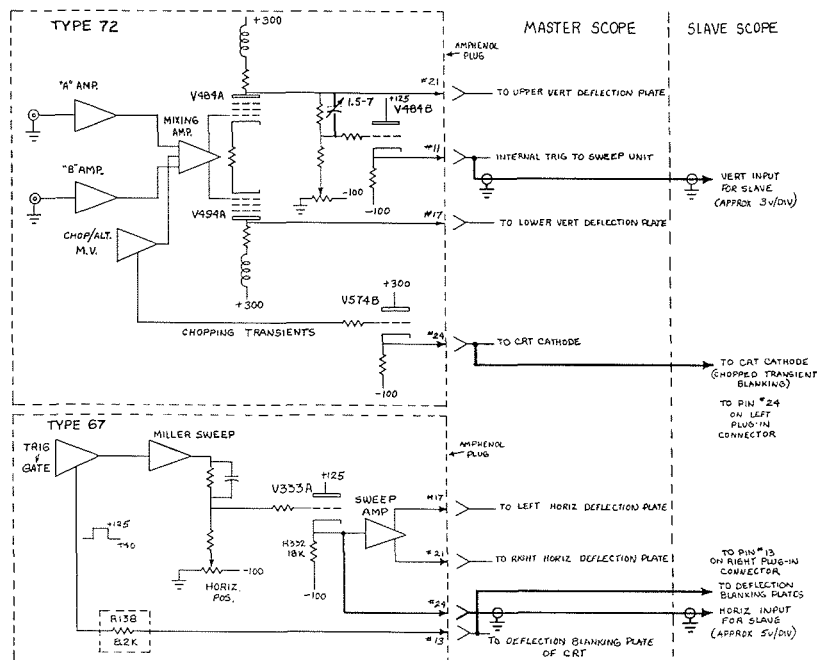 TYPE 72
+300
AMPHENOL
PLUG
MASTER SCOPE
SLAVE SCOPE
"A" AMP.
MIXING
AMP.
V484A
1.5-7
+125
V484B
#21
TO UPPER VERT DEFLECTION PLATE
#11
INTERNAL TRIG TO SWEEP UNIT
VERT INPUT
FOR SLAVE
(APPROX 3V/DIV)
"B" AMP.
-100
-100
V494A
#17
TO LOWER VERT DEFLECTION PLATE
CHOP/ALT.
M.V.
+300
V574B
+300
CHOPPING TRANSIENTS
#24
TO CRT CATHODE
-100
TO CRT CATHODE
(CHOPPED TRANSIENT
BLANKING)
TO PIN #24
ON LEFT
PLUG-IN
CONNECTOR
TYPE 67
AMPHENOL
PLUG
TRIG
&
GATE
MILLER SWEEP
V333A
+125
SWEEP
AMP
#17
TO LEFT HORIZ DEFLECTION PLATE
+125
+40
R332
18K
-100
#21
TO RIGHT HORIZ DEFLECTION PLATE
TO PIN #13
ON RIGHT PLUG-IN
CONNECTOR
-100
HORIZ.
POS.
TO DEFLECTION
BLANKING PLATES
#24
HORIZ INPUT
FOR SLAVE
(APPROX 5V/DIV)
R138
8.2K
#13
TO DEFLECTION BLANKING PLATE
OF CRT